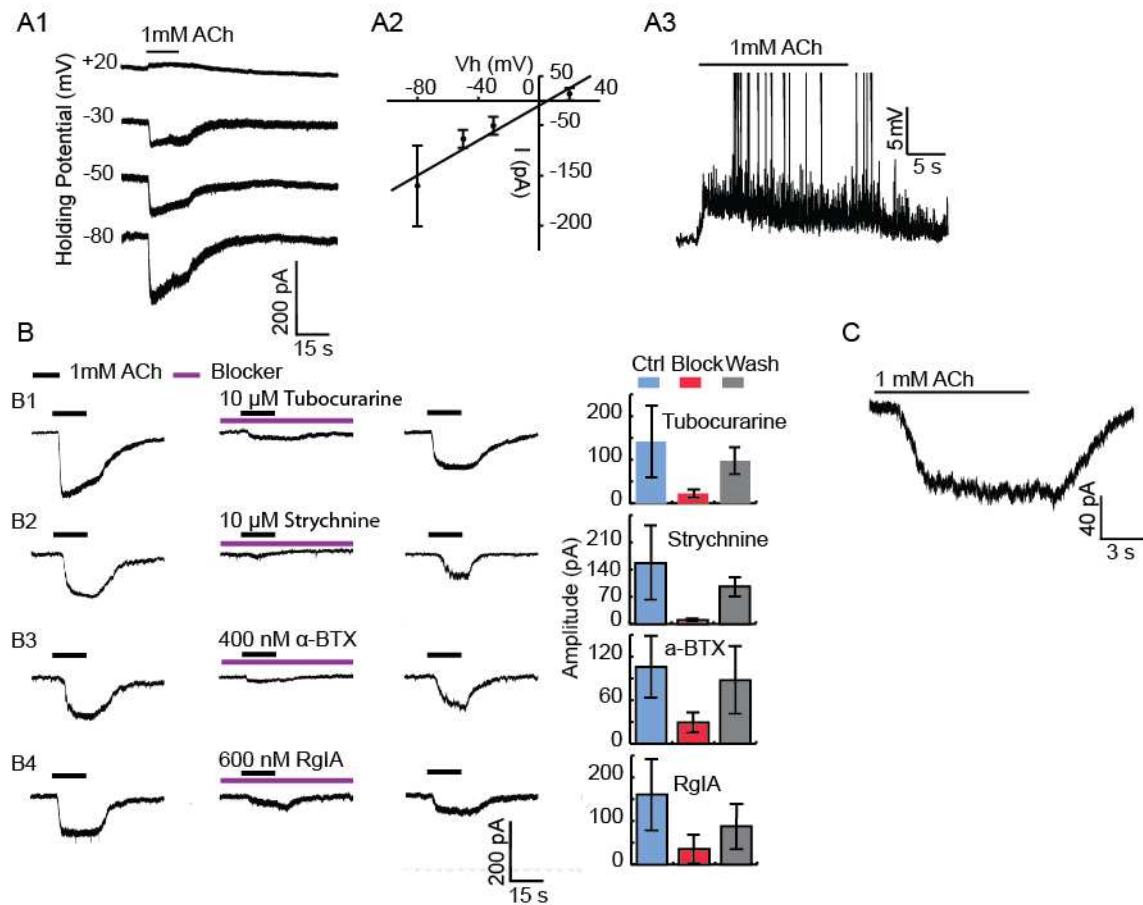 A1
1mM ACh
Holding Potential (mV)
+20
-30
-50
-80
200 pA
15 s
A2
Vh (mV)
-80 -40 0 40
50
-50
-150
-200
I (pA)
A3
1mM ACh
5 mV
5 s
B
1mM ACh Blocker
B1
10 µM Tubocurarine
B2
10 µM Strychnine
B3
400 nM α-BTX
B4
600 nM RgIA
200 pA
15 s
Ctrl Block Wash
Amplitude (pA)
Tubocurarine
200
100
0
Strychnine
210
140
70
0
a-BTX
120
60
0
RgIA
200
100
0
C
1 mM ACh
40 pA
3 s